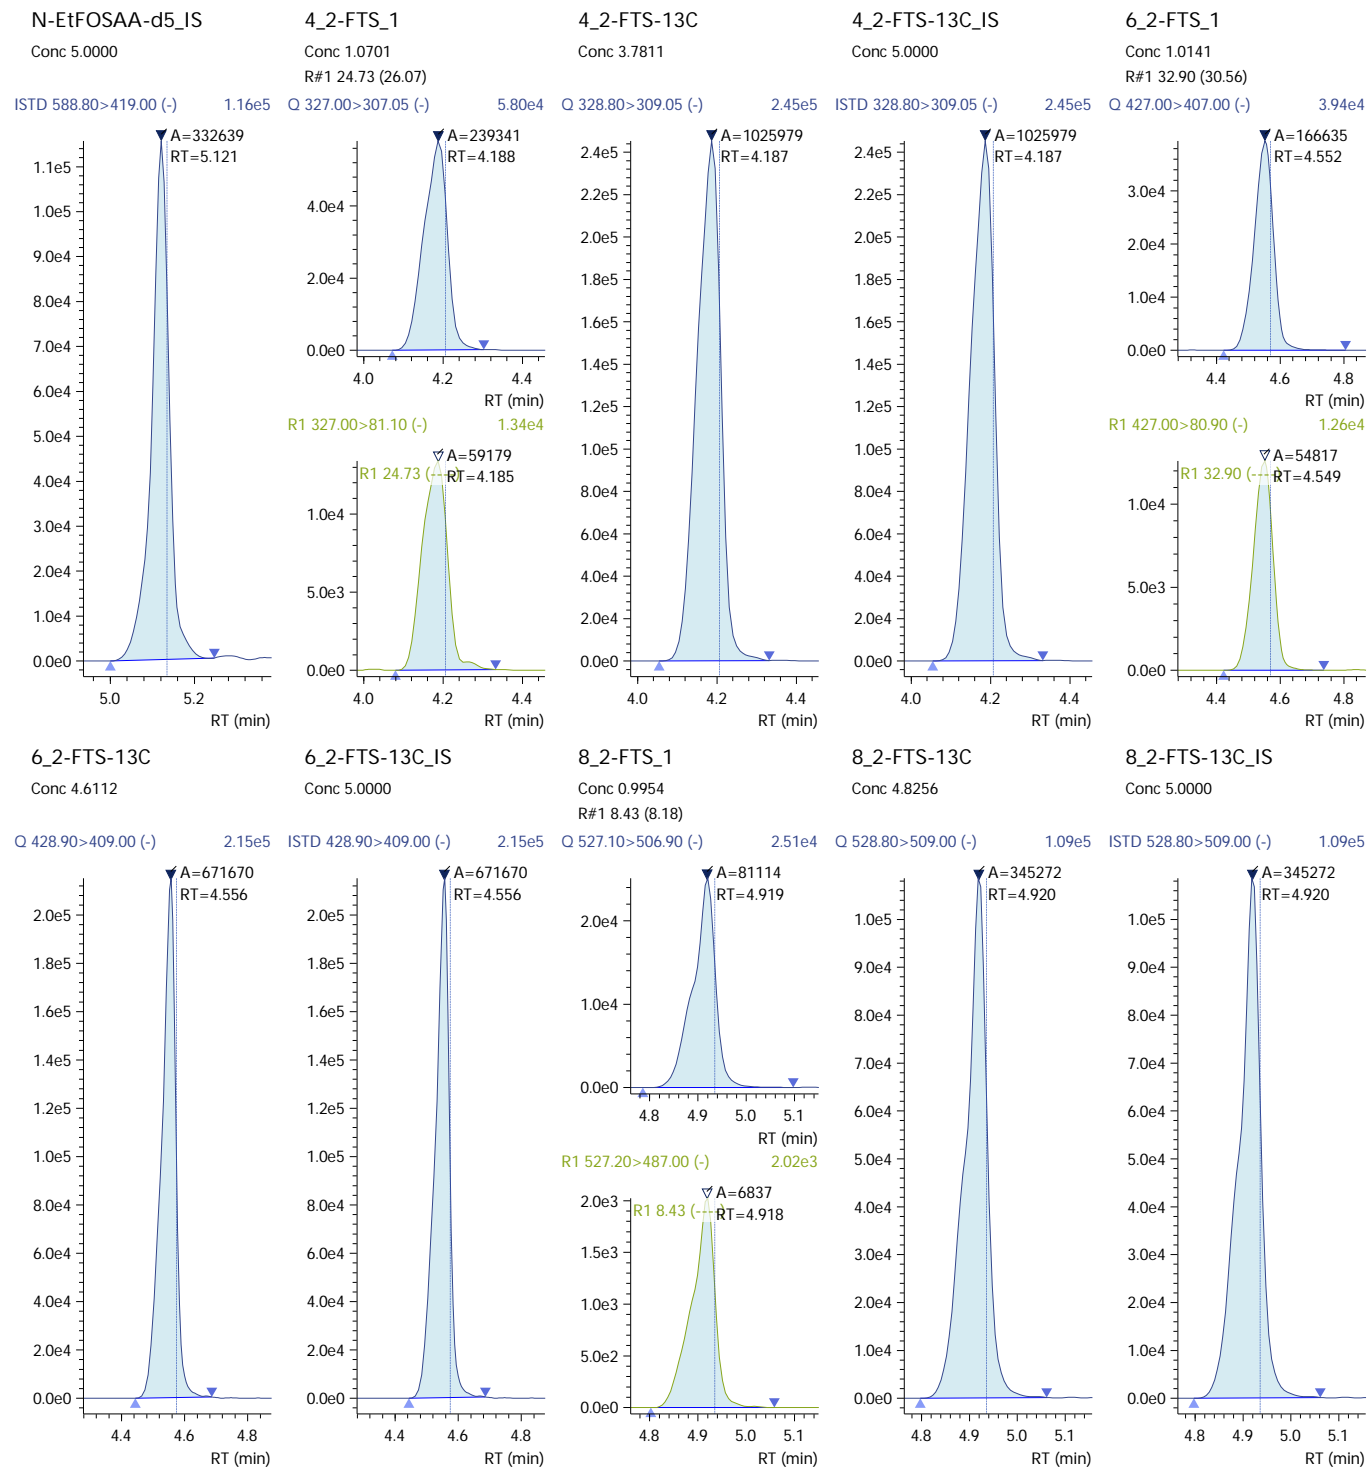 N-EtFOSAA-d5_IS
Conc 5.0000
ISTD 588.80>419.00 (-) 1.16e5
A=332639
RT=5.121
1.1e5
1.0e5
9.0e4
8.0e4
7.0e4
6.0e4
5.0e4
4.0e4
3.0e4
2.0e4
1.0e4
0.0e0
5.0 5.2
RT (min)
4_2-FTS_1
Conc 1.0701
R#1 24.73 (26.07)
Q 327.00>307.05 (-) 5.80e4
A=239341
RT=4.188
4.0e4
2.0e4
0.0e0
4.0 4.2 4.4
RT (min)
R1 327.00>81.10 (-) 1.34e4
A=59179
R1 24.73 (---
RT=4.185
1.0e4
5.0e3
0.0e0
4.0 4.2 4.4
RT (min)
4_2-FTS-13C
Conc 3.7811
Q 328.80>309.05 (-) 2.45e5
A=1025979
RT=4.187
2.4e5
2.2e5
2.0e5
1.8e5
1.6e5
1.4e5
1.2e5
1.0e5
8.0e4
6.0e4
4.0e4
2.0e4
0.0e0
4.0 4.2 4.4
RT (min)
4_2-FTS-13C_IS
Conc 5.0000
ISTD 328.80>309.05 (-) 2.45e5
A=1025979
RT=4.187
2.4e5
2.2e5
2.0e5
1.8e5
1.6e5
1.4e5
1.2e5
1.0e5
8.0e4
6.0e4
4.0e4
2.0e4
0.0e0
4.0 4.2 4.4
RT (min)
6_2-FTS_1
Conc 1.0141
R#1 32.90 (30.56)
Q 427.00>407.00 (-) 3.94e4
A=166635
RT=4.552
3.0e4
2.0e4
1.0e4
0.0e0
4.4 4.6 4.8
RT (min)
R1 427.00>80.90 (-) 1.26e4
A=54817
R1 32.90 (---
RT=4.549
1.0e4
5.0e3
0.0e0
4.4 4.6 4.8
RT (min)
6_2-FTS-13C
Conc 4.6112
Q 428.90>409.00 (-) 2.15e5
A=671670
RT=4.556
2.0e5
1.8e5
1.6e5
1.4e5
1.2e5
1.0e5
8.0e4
6.0e4
4.0e4
2.0e4
0.0e0
4.4 4.6 4.8
RT (min)
6_2-FTS-13C_IS
Conc 5.0000
ISTD 428.90>409.00 (-) 2.15e5
A=671670
RT=4.556
2.0e5
1.8e5
1.6e5
1.4e5
1.2e5
1.0e5
8.0e4
6.0e4
4.0e4
2.0e4
0.0e0
4.4 4.6 4.8
RT (min)
8_2-FTS_1
Conc 0.9954
R#1 8.43 (8.18)
Q 527.10>506.90 (-) 2.51e4
A=81114
RT=4.919
2.0e4
1.0e4
0.0e0
4.8 4.9 5.0 5.1
RT (min)
R1 527.20>487.00 (-) 2.02e3
A=6837
R1 8.43 (---
RT=4.918
2.0e3
1.5e3
1.0e3
5.0e2
0.0e0
4.8 4.9 5.0 5.1
RT (min)
8_2-FTS-13C
Conc 4.8256
Q 528.80>509.00 (-) 1.09e5
A=345272
RT=4.920
1.0e5
9.0e4
8.0e4
7.0e4
6.0e4
5.0e4
4.0e4
3.0e4
2.0e4
1.0e4
0.0e0
4.8 4.9 5.0 5.1
RT (min)
8_2-FTS-13C_IS
Conc 5.0000
ISTD 528.80>509.00 (-) 1.09e5
A=345272
RT=4.920
1.0e5
9.0e4
8.0e4
7.0e4
6.0e4
5.0e4
4.0e4
3.0e4
2.0e4
1.0e4
0.0e0
4.8 4.9 5.0 5.1
RT (min)